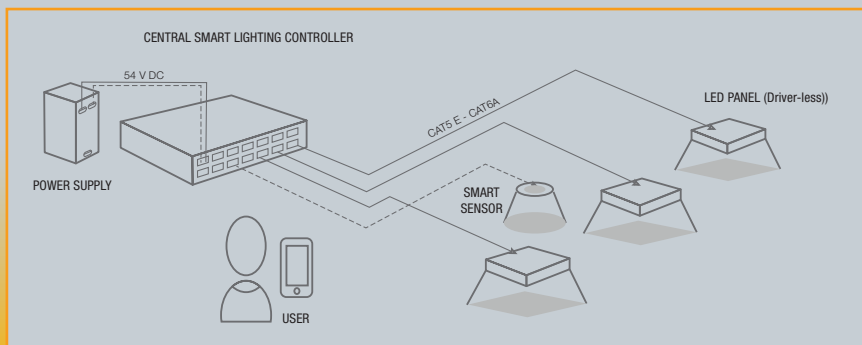 CENTRAL SMART LIGHTING CONTROLLER
54 V DC
CAT5 E - CAT6A
LED PANEL (Driver-less))
POWER SUPPLY
SMART
SENSOR
USER